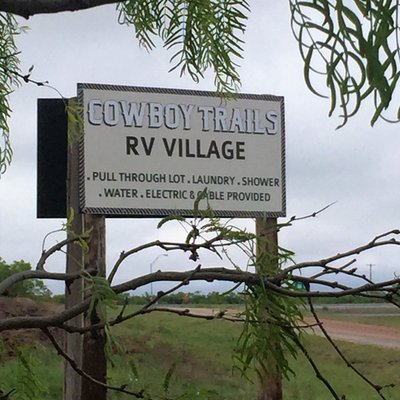 COWBOY TRAILS
RV VILLAGE
. PULL THROUGH LOT . LAUNDRY . SHOWER
. WATER . ELECTRIC & CABLE PROVIDED